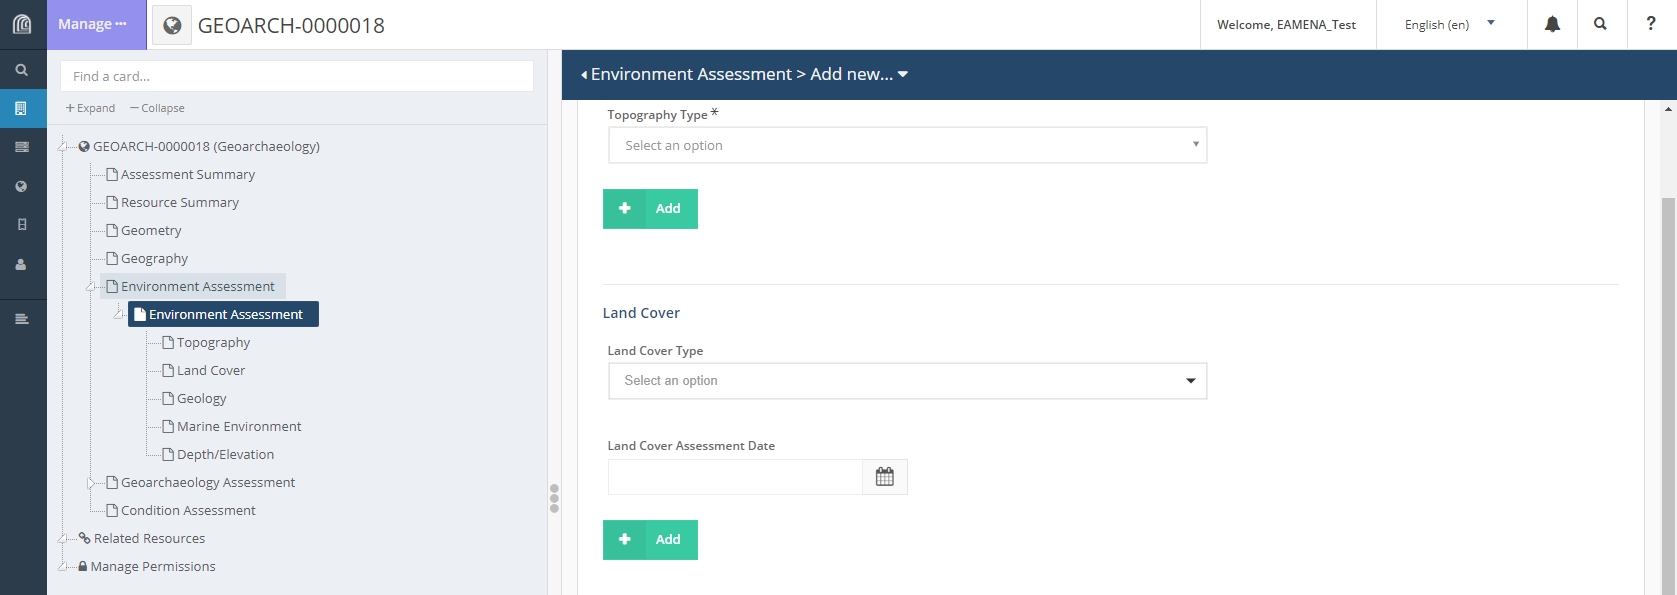 Manage ...
GEOARCH-0000018
Welcome, EAMENA_Test
English (en)
?
Find a card...
+ Expand
− Collapse
Environment Assessment > Add new...
GEOARCH-0000018 (Geoarchaeology)
Assessment Summary
Resource Summary
Geometry
Geography
Environment Assessment
Environment Assessment
Topography
Land Cover
Geology
Marine Environment
Depth/Elevation
Geoarchaeology Assessment
Condition Assessment
Related Resources
Manage Permissions
Topography Type *
Select an option
+ Add
Land Cover
Land Cover Type
Select an option
Land Cover Assessment Date
+ Add